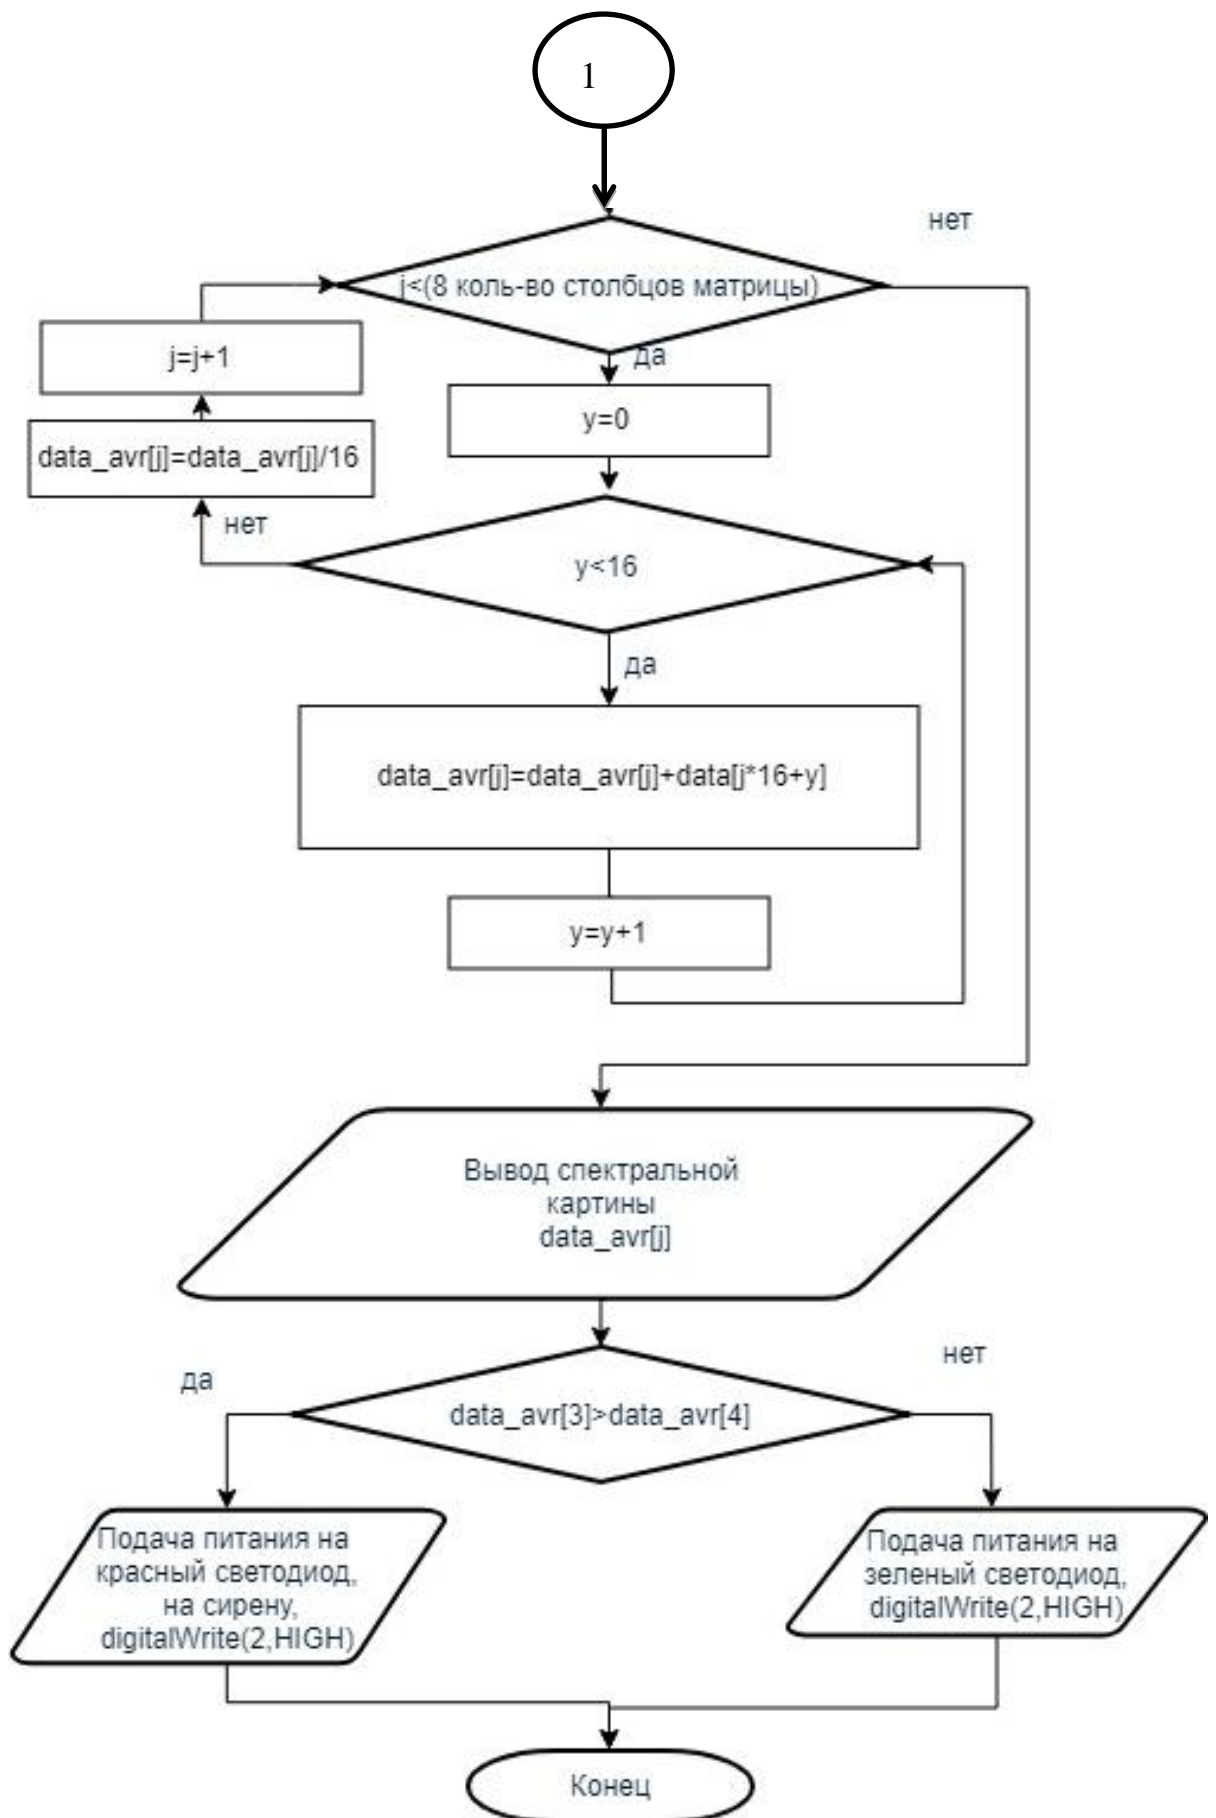 1
нет
j<(8 коль-во столбцов матрицы)
да
j=j+1
y=0
data_avr[j]=data_avr[j]/16
нет
y<16
да
data_avr[j]=data_avr[j]+data[j*16+y]
y=y+1
Вывод спектральной
картины
data_avr[j]
да
нет
data_avr[3]>data_avr[4]
Подача питания на
красный светодиод,
на сирену,
digitalWrite(2,HIGH)
Подача питания на
зеленый светодиод,
digitalWrite(2,HIGH)
Конец